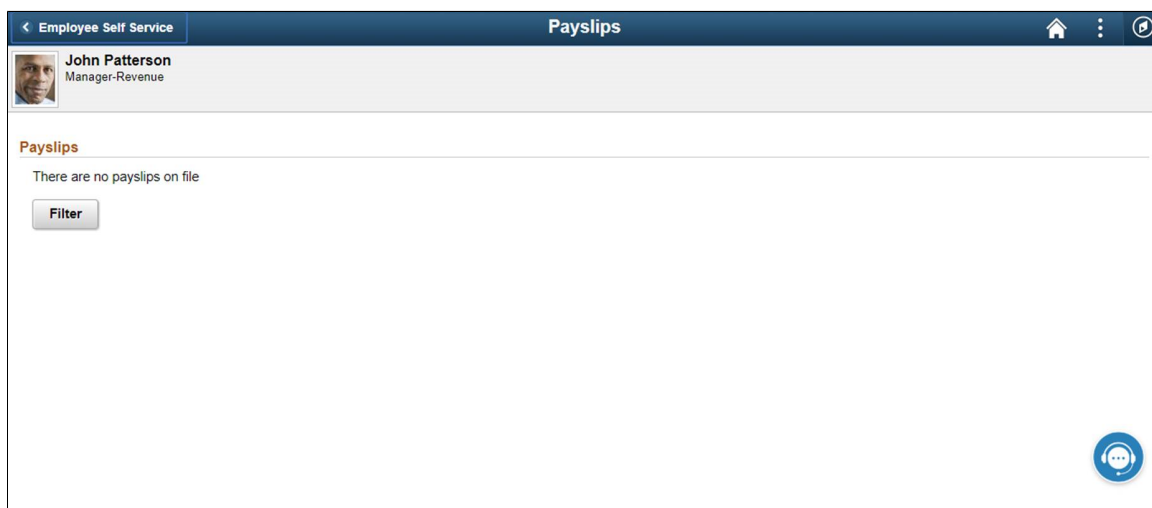 Employee Self Service
Payslips
John Patterson
Manager-Revenue
Payslips
There are no payslips on file
Filter